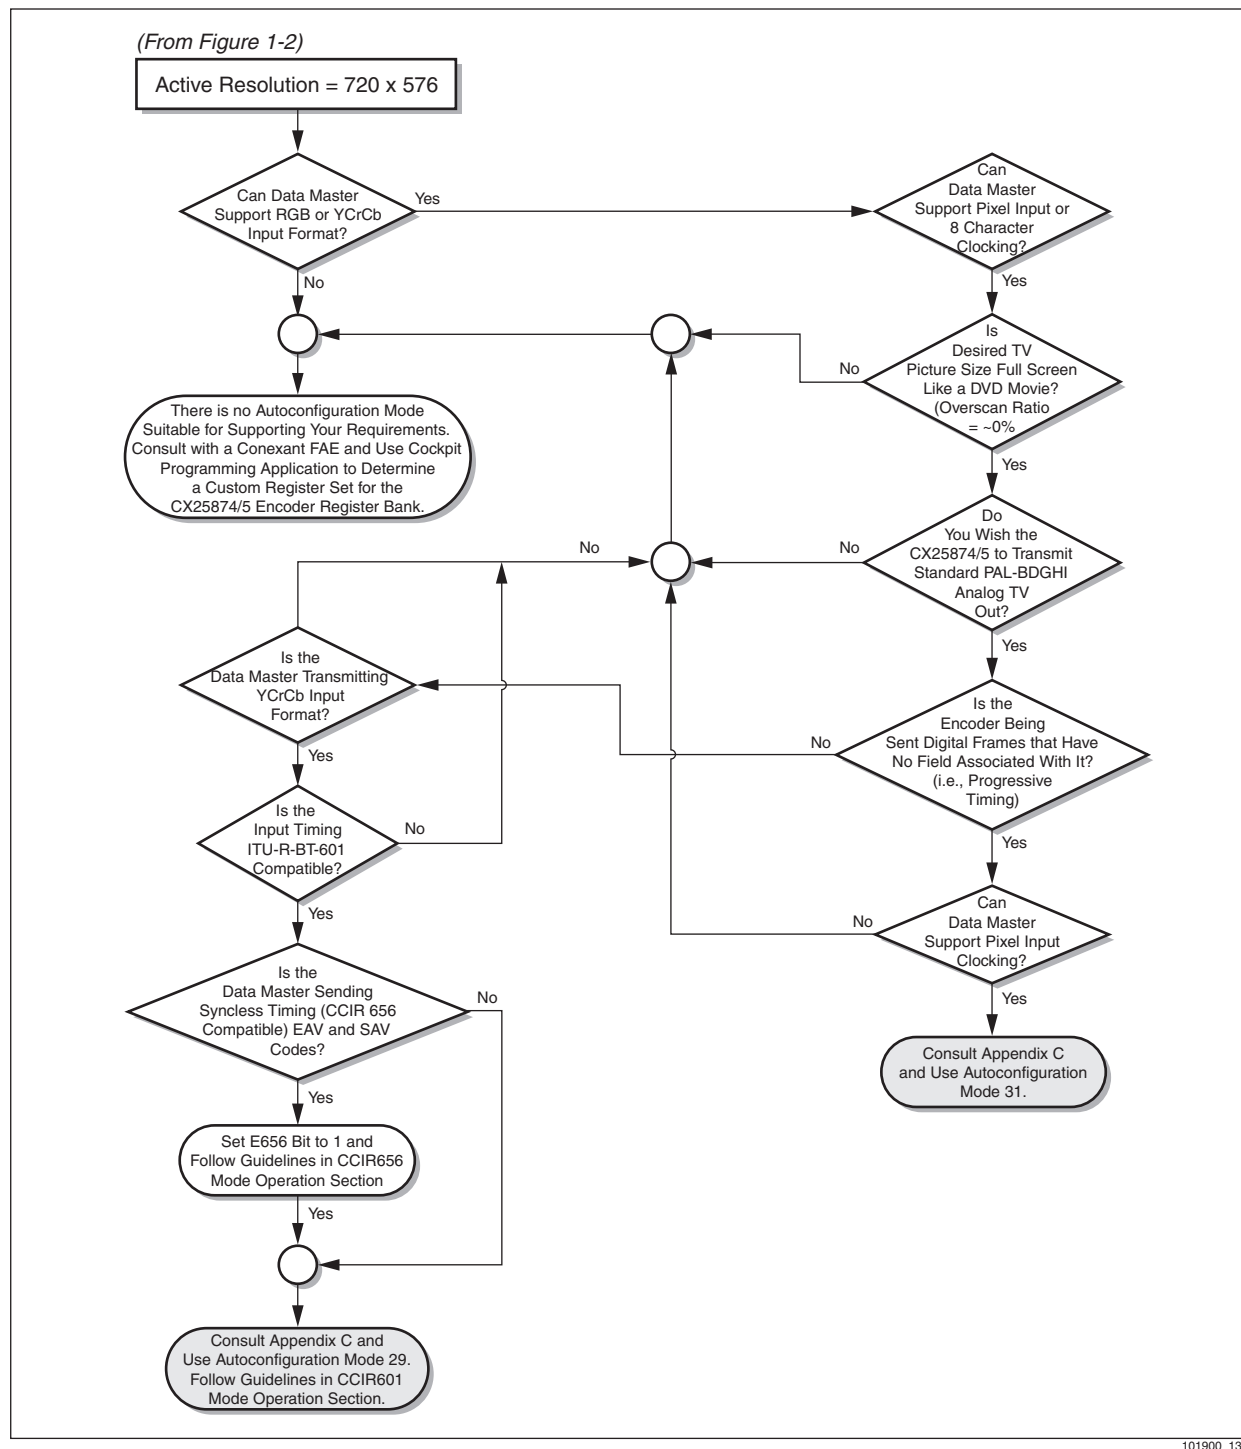 (From Figure 1-2)
Active Resolution = 720 x 576
Can Data Master
Support RGB or YCrCb
Input Format?
Yes
No
Can
Data Master
Support Pixel Input or
8 Character
Clocking?
Yes
Is
Desired TV
Picture Size Full Screen
Like a DVD Movie?
(Overscan Ratio
= ~0%
No
Yes
There is no Autoconfiguration Mode
Suitable for Supporting Your Requirements.
Consult with a Conexant FAE and Use Cockpit
Programming Application to Determine
a Custom Register Set for the
CX25874/5 Encoder Register Bank.
Do
You Wish the
CX25874/5 to Transmit
Standard PAL-BDGHI
Analog TV
Out?
No
No
Yes
Is the
Data Master Transmitting
YCrCb Input
Format?
Yes
Is the
Encoder Being
Sent Digital Frames that Have
No Field Associated With It?
(i.e., Progressive
Timing)
No
Yes
Is the
Input Timing
ITU-R-BT-601
Compatible?
No
Yes
Can
Data Master
Support Pixel Input
Clocking?
No
Yes
Is the
Data Master Sending
Syncless Timing (CCIR 656
Compatible) EAV and SAV
Codes?
No
Yes
Consult Appendix C
and Use Autoconfiguration
Mode 31.
Set E656 Bit to 1 and
Follow Guidelines in CCIR656
Mode Operation Section
Yes
Consult Appendix C and
Use Autoconfiguration Mode 29.
Follow Guidelines in CCIR601
Mode Operation Section.
101900_13